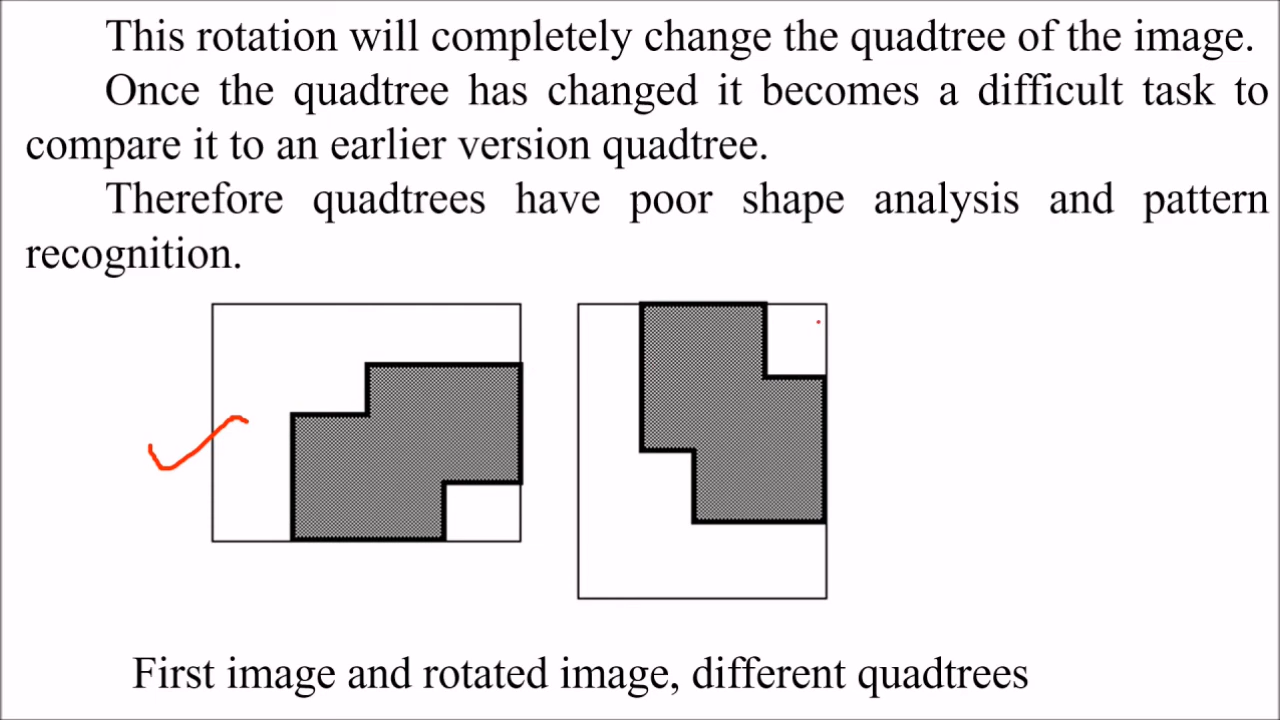 This rotation will completely change the quadtree of the image.
Once the quadtree has changed it becomes a difficult task to
compare it to an earlier version quadtree.
Therefore quadtrees have poor shape analysis and pattern
recognition.
First image and rotated image, different quadtrees